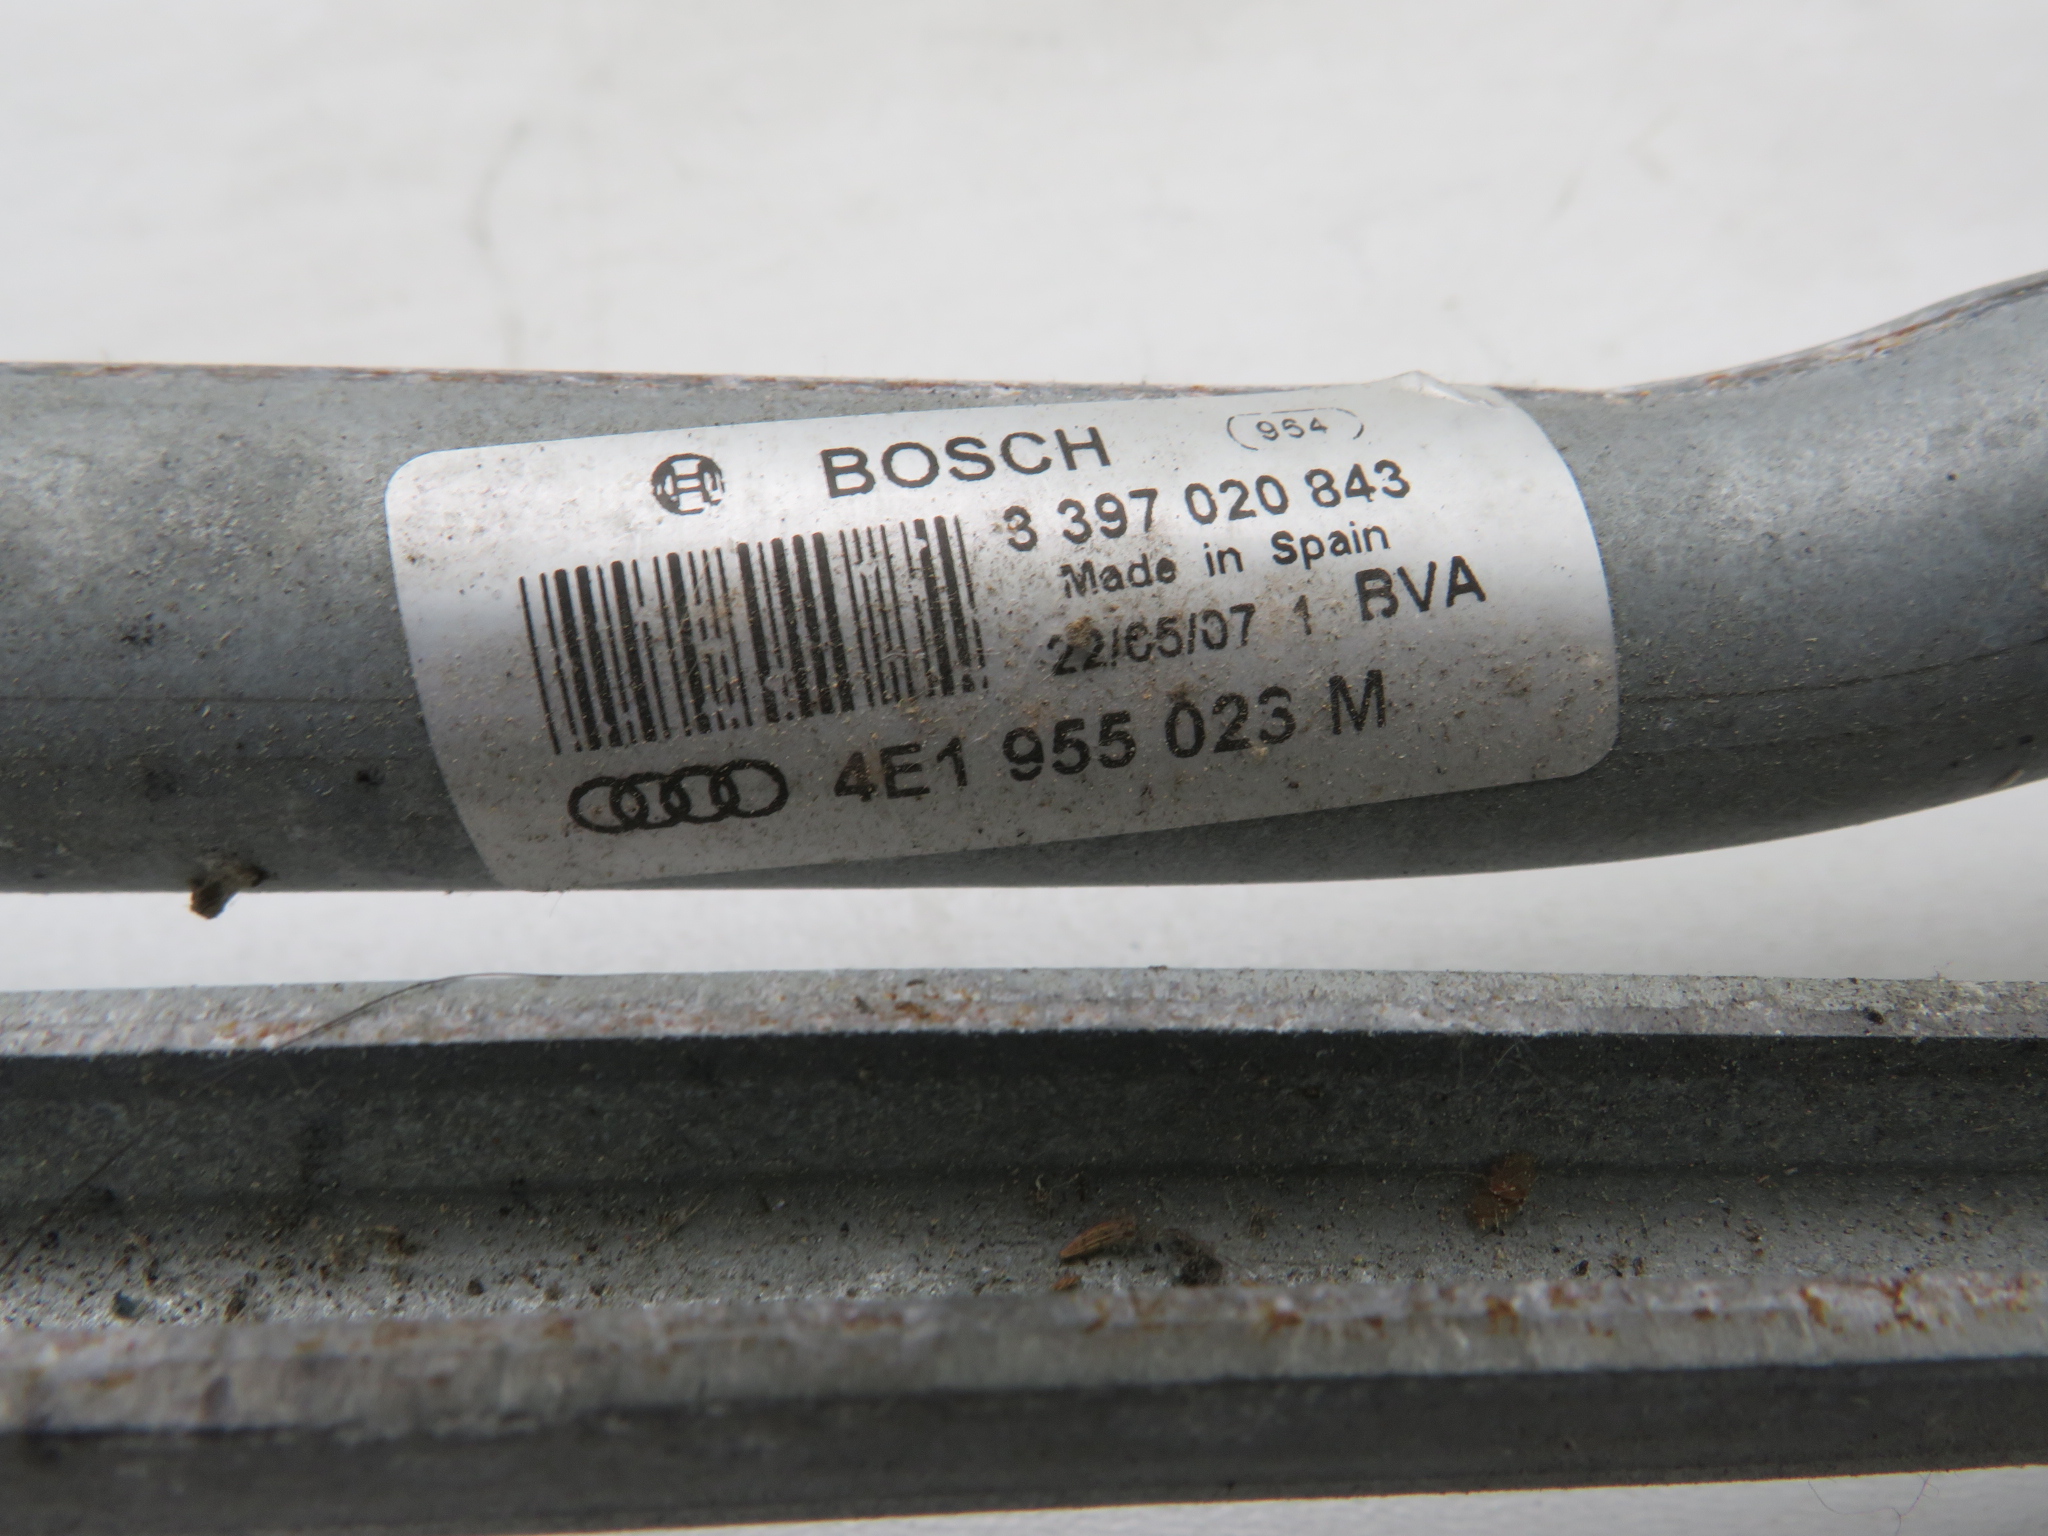 BOSCH (954)
3 397 020 843
Made in Spain
22/05/07 1 BVA
4E1 955 023 M